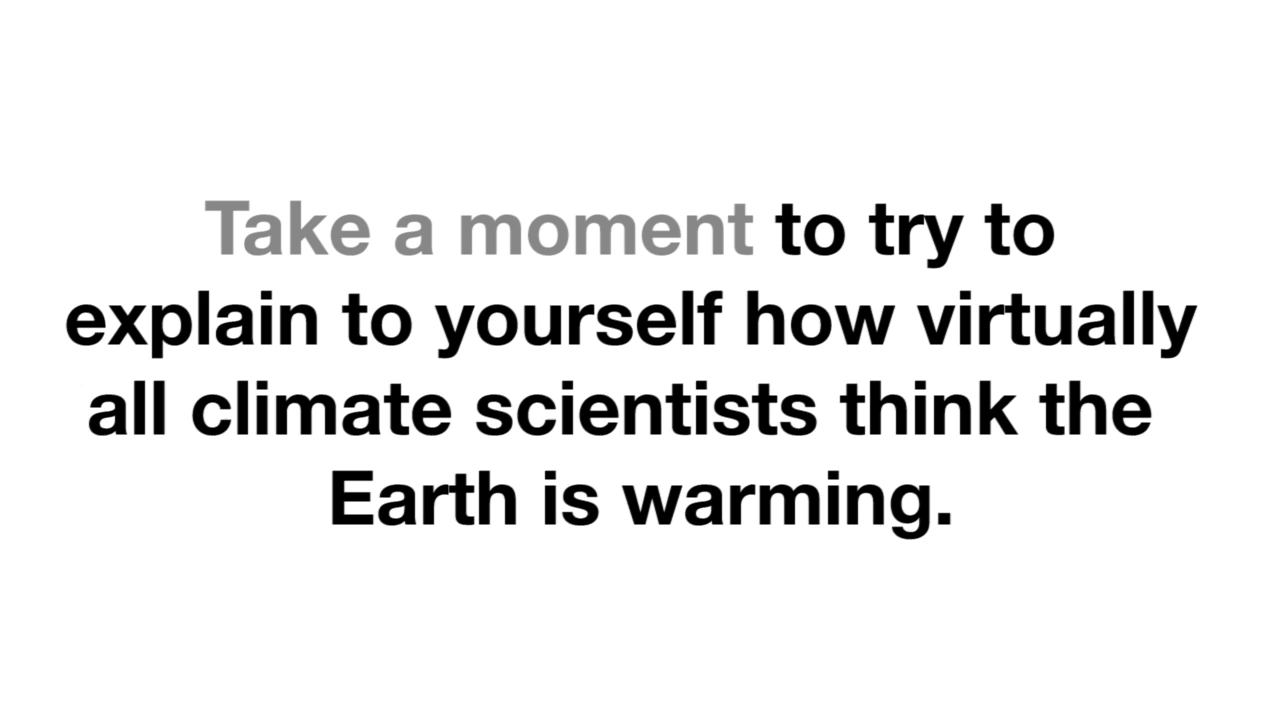 Take a moment to try to
explain to yourself how virtually
all climate scientists think the
Earth is warming.